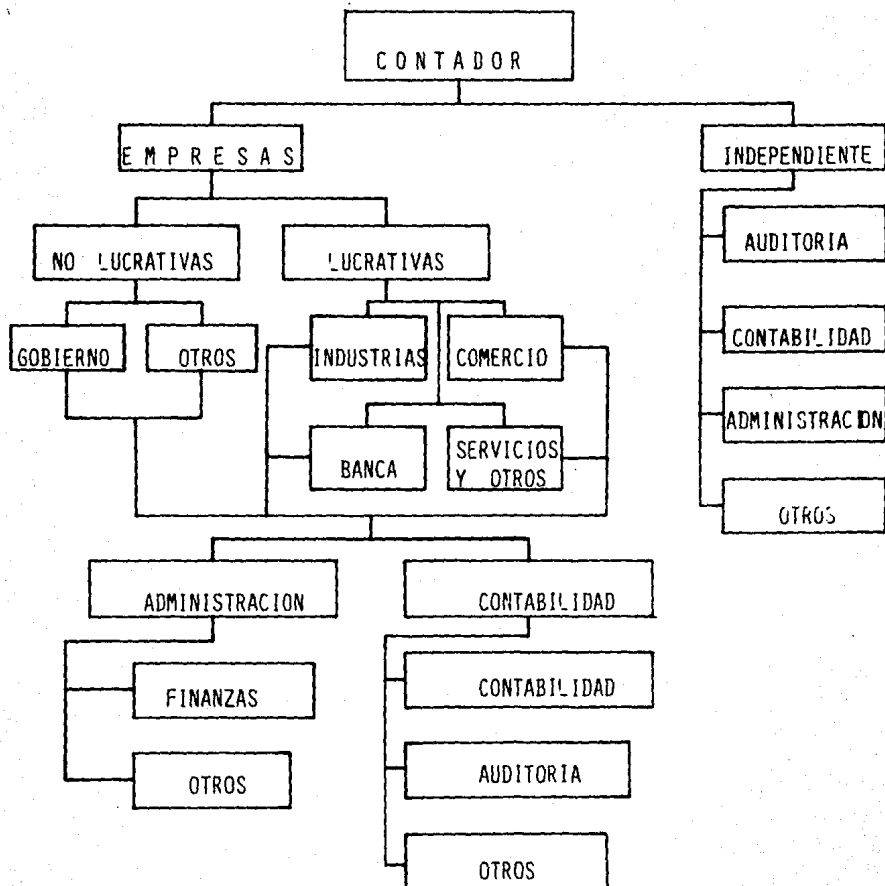 CONTADOR
EMPRESAS
INDEPENDIENTE
NO LUCRATIVAS
LUCRATIVAS
AUDITORIA
GOBIERNO
OTROS
INDUSTRIAS
COMERCIO
CONTABILIDAD
BANCA
SERVICIOS
Y OTROS
ADMINISTRACION
OTROS
ADMINISTRACION
CONTABILIDAD
FINANZAS
CONTABILIDAD
OTROS
AUDITORIA
OTROS